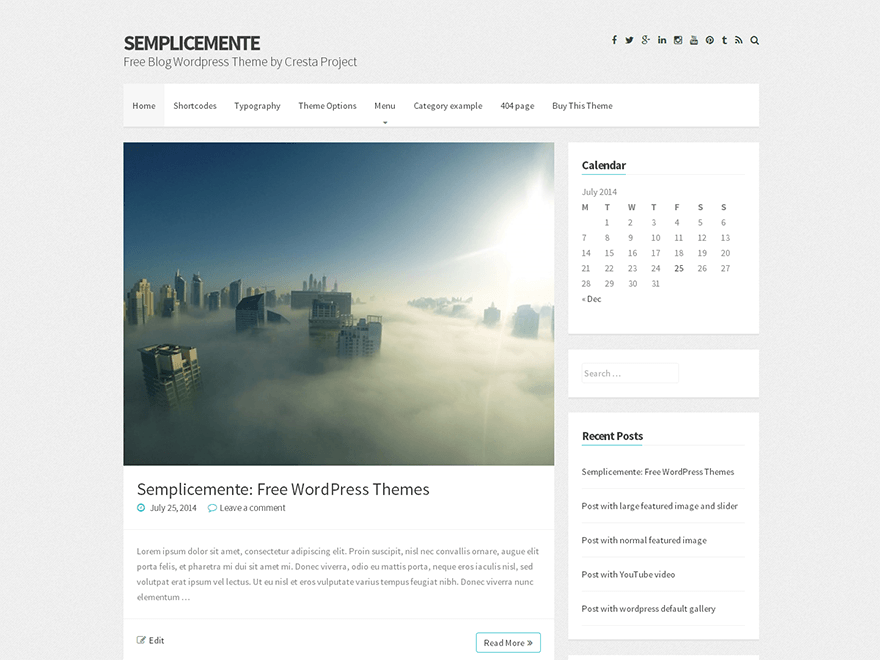 SEMPLICEMENTE
Free Blog Wordpress Theme by Cresta Project
Home Shortcodes Typography Theme Options Menu Category example 404 page Buy This Theme
Semplicemente: Free WordPress Themes
July 25, 2014 Leave a comment
Lorem ipsum dolor sit amet, consectetur adipiscing elit. Proin suscipit, nisl nec convallis ornare, augue elit
porta felis, et pharetra mi dui sit amet mi. Donec viverra, odio eu mattis porta, neque eros iaculis nisl, sed
volutpat erat ipsum vel lectus. Ut eu nisl et eros vulputate varius tempus feugiat nibh. Donec viverra nunc
elementum …
Edit Read More »
Calendar
July 2014
M T W T F S S
1 2 3 4 5 6
7 8 9 10 11 12 13
14 15 16 17 18 19 20
21 22 23 24 25 26 27
28 29 30 31
« Dec
Search …
Recent Posts
Semplicemente: Free WordPress Themes
Post with large featured image and slider
Post with normal featured image
Post with YouTube video
Post with wordpress default gallery